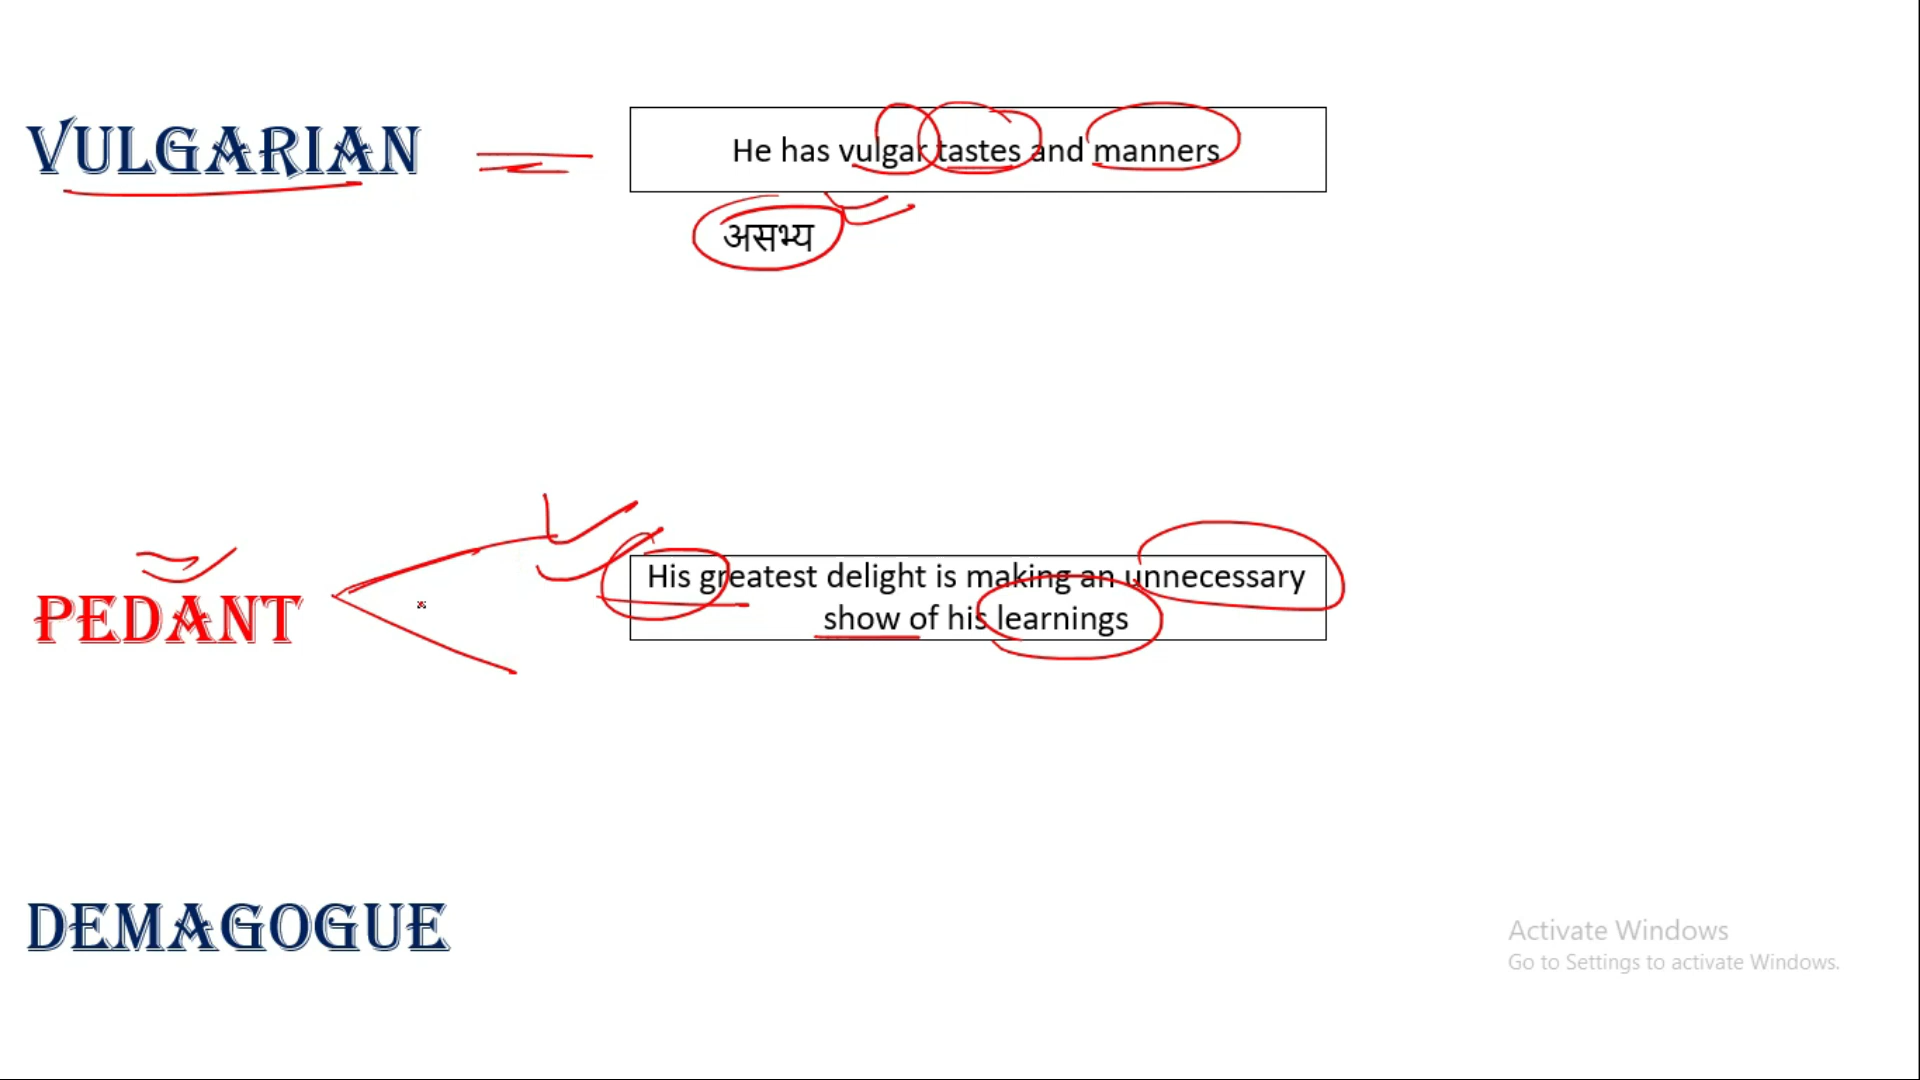 VULGARIAN
He has vulgar tastes and manners
असभ्य
PEDANT
His greatest delight is making an unnecessary
show of his learnings
DEMAGOGUE
Activate Windows
Go to Settings to activate Windows.